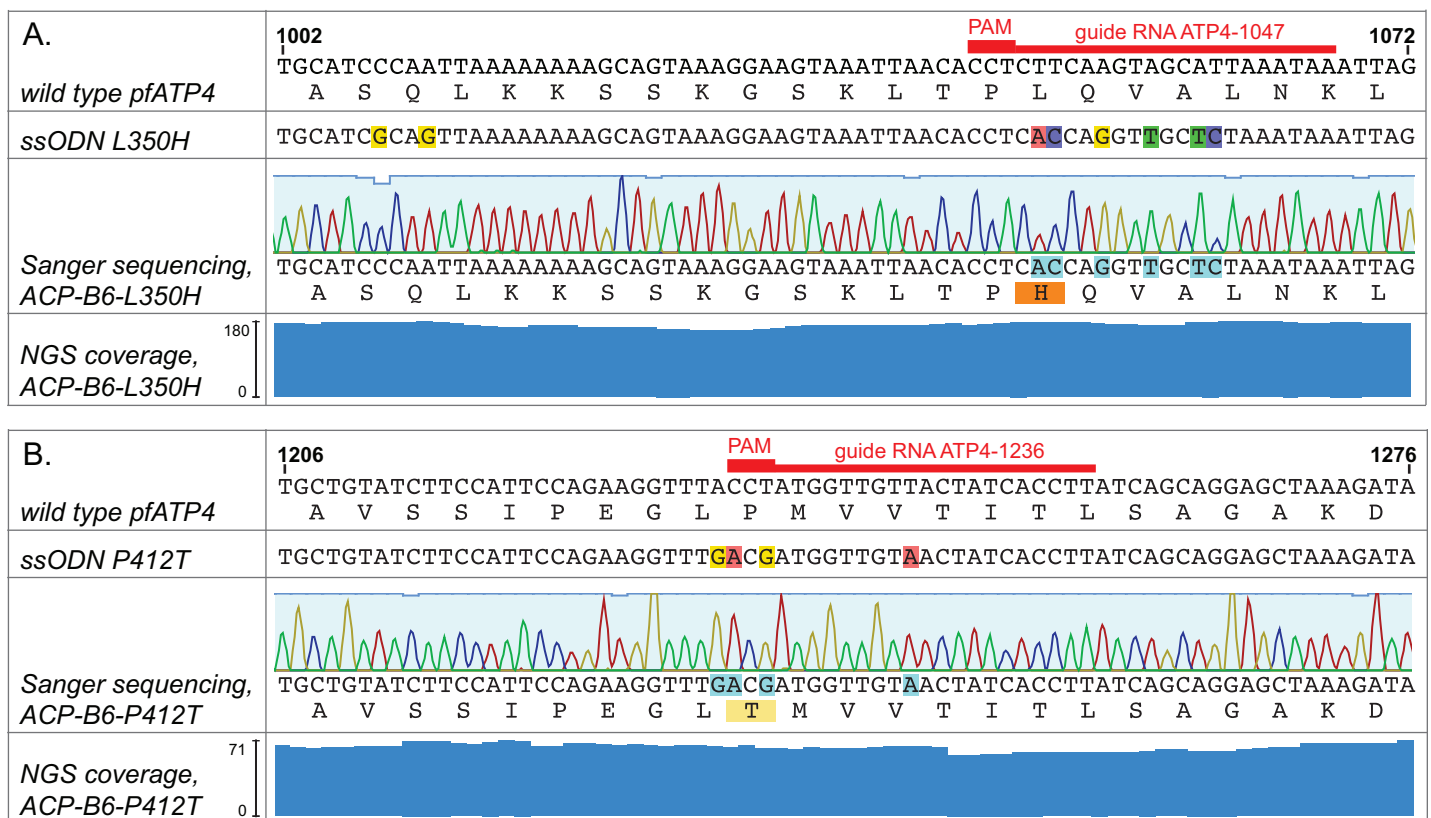 A.
1002
PAM
guide RNA ATP4-1047
1072
TGCATCCCAATTAAAAAAAAGCAGTAAAGGAAGTAAATTAACACCTCTTCAAGTAGCATTAAATAAATTAG
wild type pfATP4
A S Q L K K S S K G S K L T P L Q V A L N K L
ssODN L350H
TGCATCGCAGTTAAAAAAAAGCAGTAAAGGAAGTAAATTAACACCTCACCAGGTTGCTCTAAATAAATTAG
Sanger sequencing,
ACP-B6-L350H
TGCATCCCAATTAAAAAAAAGCAGTAAAGGAAGTAAATTAACACCTCACCAGGTTGCTCTAAATAAATTAG
A S Q L K K S S K G S K L T P H Q V A L N K L
NGS coverage,
ACP-B6-L350H
180
0
B.
1206
PAM
guide RNA ATP4-1236
1276
TGCTGTATCTTCCATTCCAGAAGGTTTACCTATGGTTGTTACTATCACCTTATCAGCAGGAGCTAAAGATA
wild type pfATP4
A V S S I P E G L P M V V T I T L S A G A K D
ssODN P412T
TGCTGTATCTTCCATTCCAGAAGGTTTGACGATGGTTGTAACTATCACCTTATCAGCAGGAGCTAAAGATA
Sanger sequencing,
ACP-B6-P412T
TGCTGTATCTTCCATTCCAGAAGGTTTGACGATGGTTGTAACTATCACCTTATCAGCAGGAGCTAAAGATA
A V S S I P E G L T M V V T I T L S A G A K D
NGS coverage,
ACP-B6-P412T
71
0